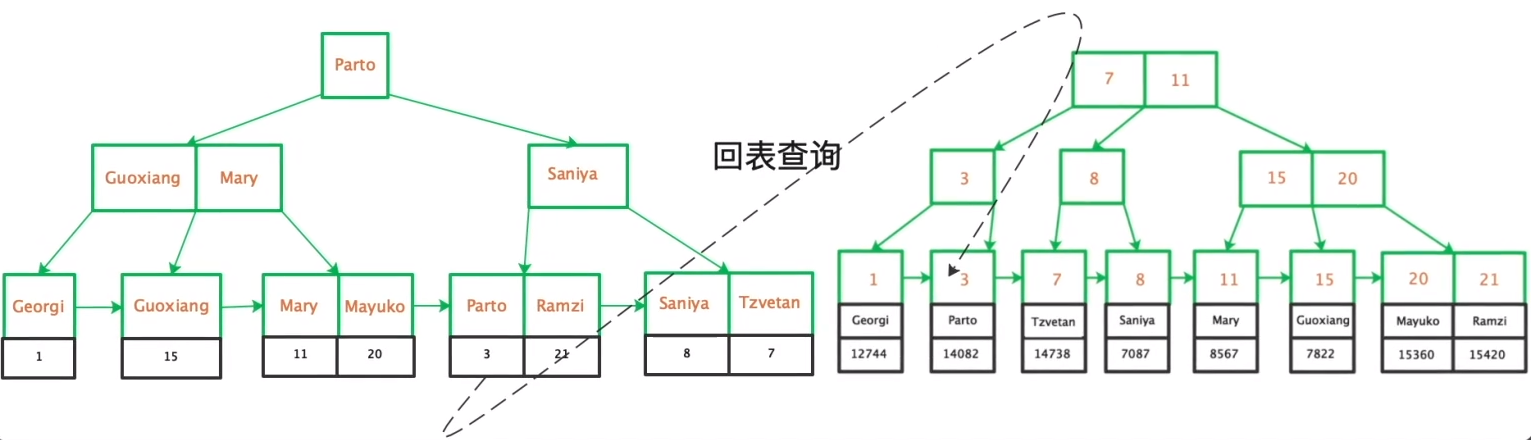 Parto
Guoxiang Mary
Saniya
Georgi
Guoxiang
Mary Mayuko
Parto Ramzi
Saniya Tzvetan
1
15
11 20
3 21
8 7
回表查询
7 11
3
8
15 20
1
3
7
8
11
15
20 21
Georgi
Parto
Tzvetan
Saniya
Mary
Guoxiang
Mayuko Ramzi
12744
14082
14738
7087
8567
7822
15360 15420